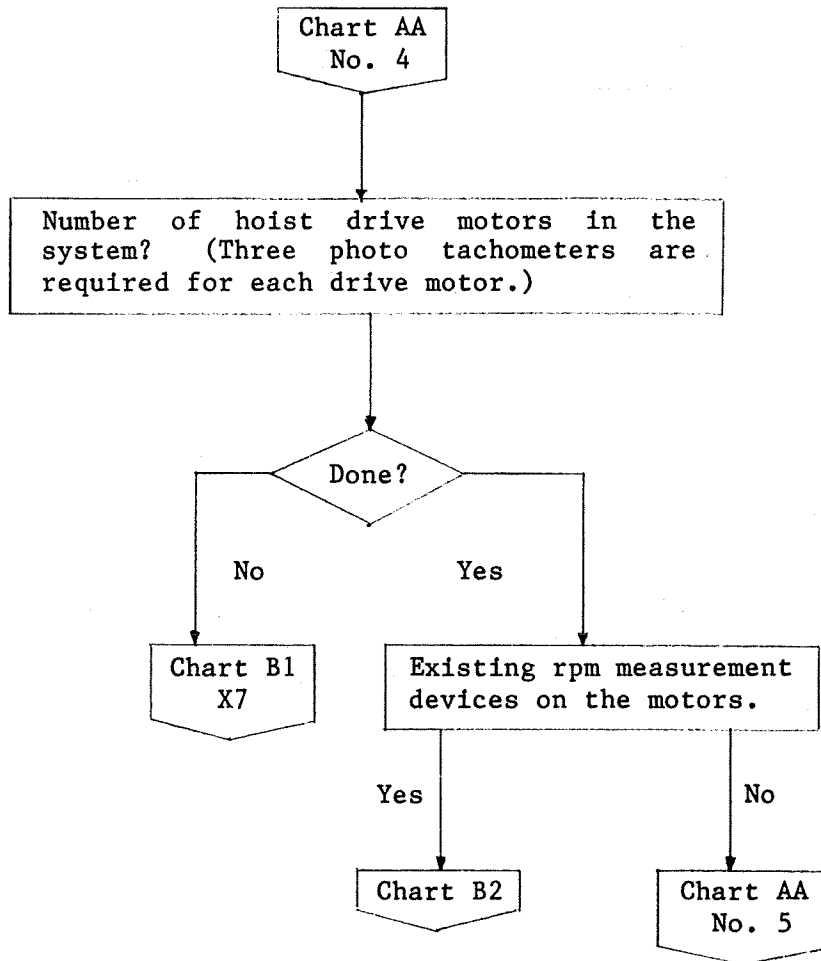 Chart AA
No. 4
Number of hoist drive motors in the
system? (Three photo tachometers are
required for each drive motor.)
Done?
No
Yes
Chart B1
X7
Existing rpm measurement
devices on the motors.
Yes
No
Chart B2
Chart AA
No. 5